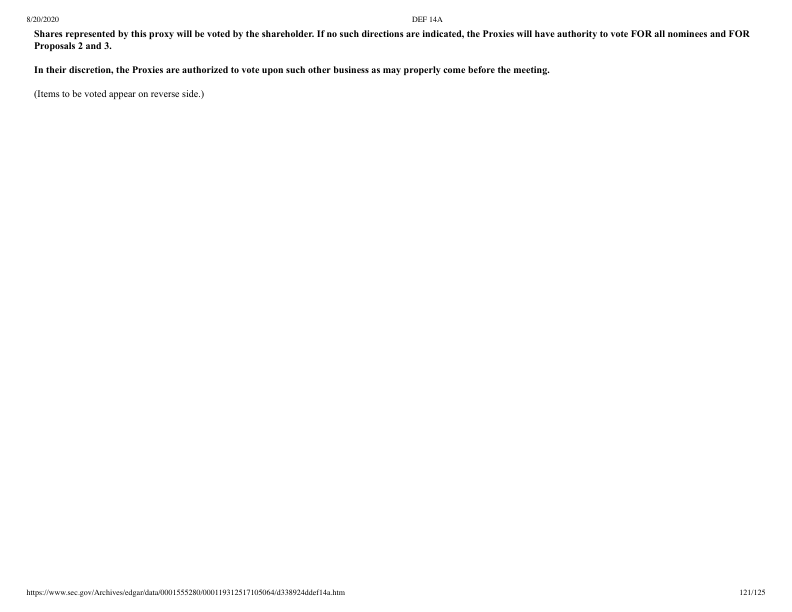 8/20/2020 DEF 14A
Shares represented by this proxy will be voted by the shareholder. If no such directions are indicated, the Proxies will have authority to vote FOR all nominees and FOR
Proposals 2 and 3.
In their discretion, the Proxies are authorized to vote upon such other business as may properly come before the meeting.
(Items to be voted appear on reverse side.)
https://www.sec.gov/Archives/edgar/data/0001555280/000119312517105064/d338924ddef14a.htm 121/125